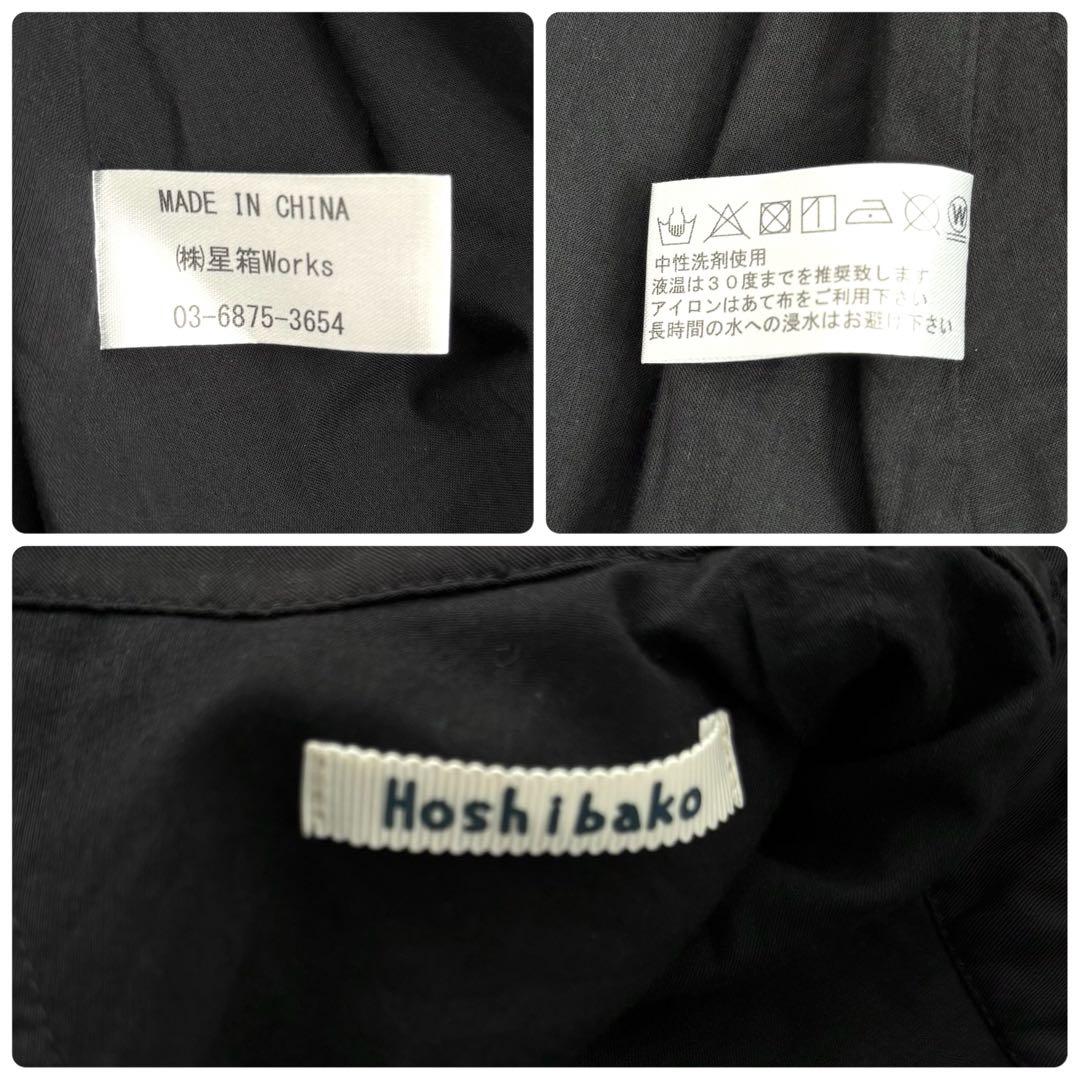 MADE IN CHINA
㈱星箱Works
03-6875-3654
W
中性洗剤使用
液温は30度までを推奨致します
アイロンはあて布をご利用下さい
長時間の水への浸水はお避け下さい
Hoshibako